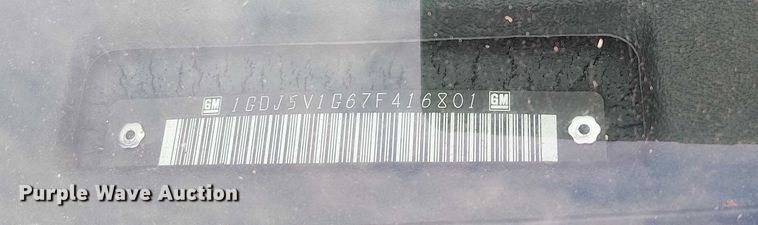 GM 1GDJ5V1G67F416801 GM
Purple Wave Auction